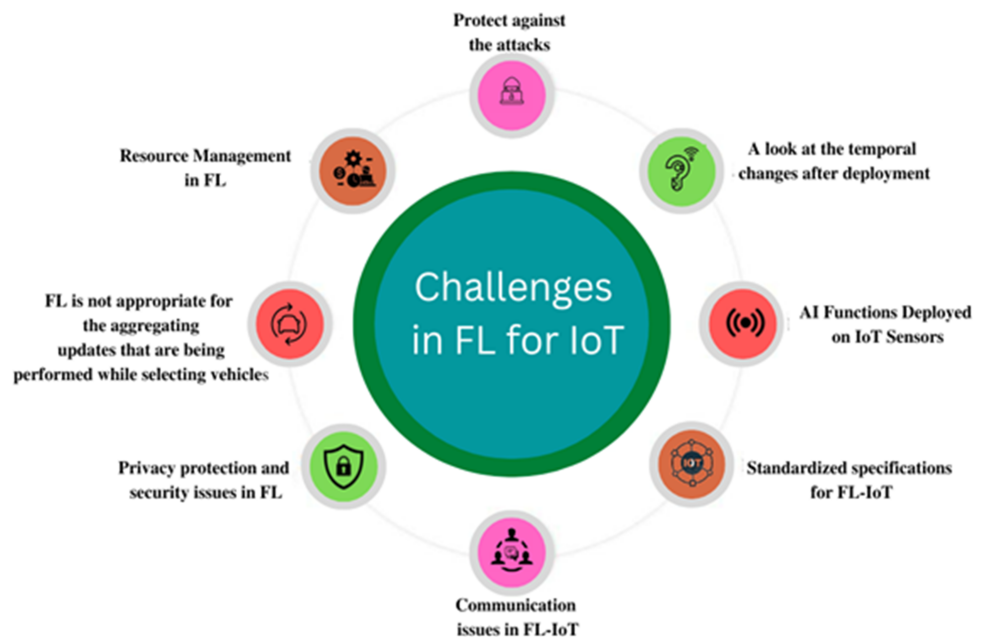 Protect against
the attacks
A look at the temporal
changes after deployment
AI Functions Deployed
on IoT Sensors
IOT
Standardized specifications
for FL-IoT
Communication
issues in FL-IoT
Privacy protection and
security issues in FL
FL is not appropriate for
the aggregating
updates that are being
performed while selecting vehicles
Resource Management
in FL
Challenges
in FL for IoT